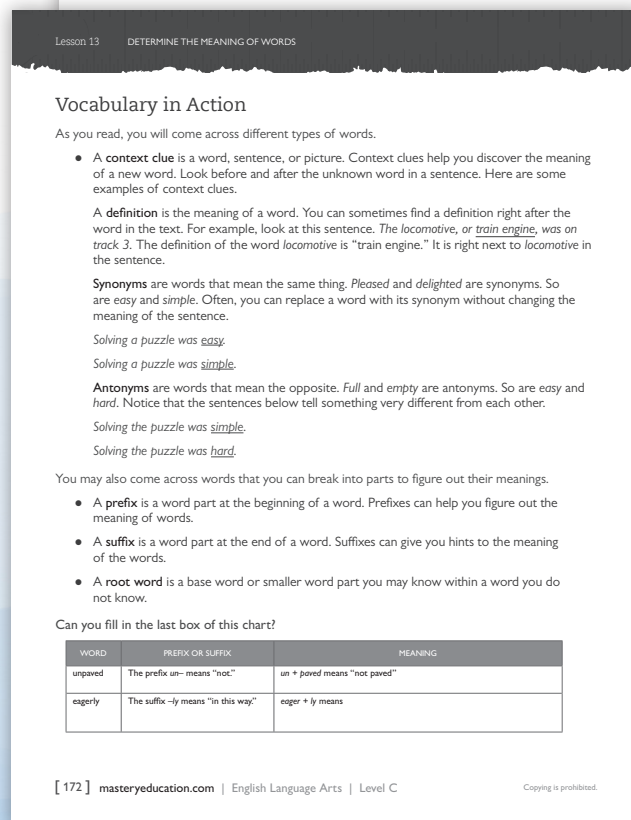 Lesson 13 DETERMINE THE MEANING OF WORDS
Vocabulary in Action
As you read, you will come across different types of words.
● A context clue is a word, sentence, or picture. Context clues help you discover the meaning
of a new word. Look before and after the unknown word in a sentence. Here are some
examples of context clues.
A definition is the meaning of a word. You can sometimes find a definition right after the
word in the text. For example, look at this sentence. The locomotive, or train engine, was on
track 3. The definition of the word locomotive is “train engine.” It is right next to locomotive in
the sentence.
Synonyms are words that mean the same thing. Pleased and delighted are synonyms. So
are easy and simple. Often, you can replace a word with its synonym without changing the
meaning of the sentence.
Solving a puzzle was easy.
Solving a puzzle was simple.
Antonyms are words that mean the opposite. Full and empty are antonyms. So are easy and
hard. Notice that the sentences below tell something very different from each other.
Solving the puzzle was simple.
Solving the puzzle was hard.
You may also come across words that you can break into parts to figure out their meanings.
● A prefix is a word part at the beginning of a word. Prefixes can help you figure out the
meaning of words.
● A suffix is a word part at the end of a word. Suffixes can give you hints to the meaning
of the words.
● A root word is a base word or smaller word part you may know within a word you do
not know.
Can you fill in the last box of this chart?
WORD PREFIX OR SUFFIX MEANING
unpaved The prefix un– means “not.” un + paved means “not paved”
eagerly The suffix –ly means “in this way.” eager + ly means
[ 172 ] masteryeducation.com | English Language Arts | Level C Copying is prohibited.